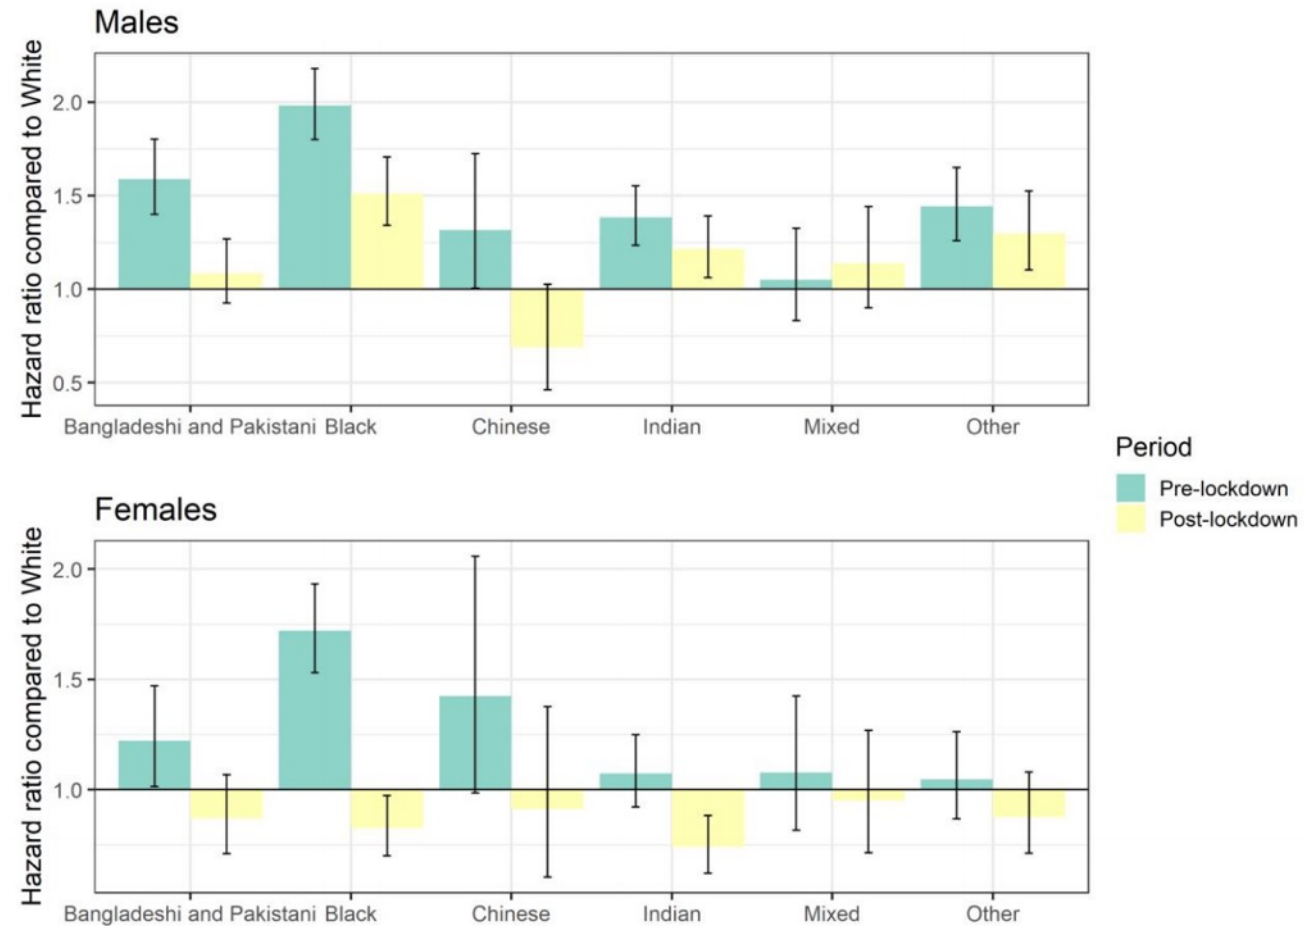 Males
Hazard ratio compared to White
2.0
1.5
1.0
0.5
Bangladeshi and Pakistani Black Chinese Indian Mixed Other
Period
Pre-lockdown
Post-lockdown
Females
Hazard ratio compared to White
2.0
1.5
1.0
Bangladeshi and Pakistani Black Chinese Indian Mixed Other